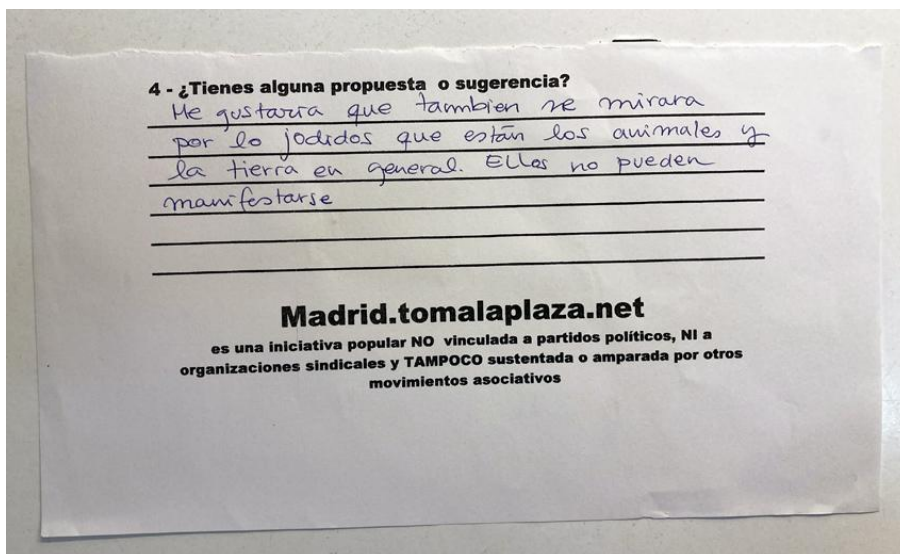 4 - ¿Tienes alguna propuesta o sugerencia?
Me gustaría que tambien se mirara
por lo jodidos que están los animales y
la tierra en general. Ellos no pueden
manifestarse
Madrid.tomalaplaza.net
es una iniciativa popular NO vinculada a partidos políticos, NI a
organizaciones sindicales y TAMPOCO sustentada o amparada por otros
movimientos asociativos